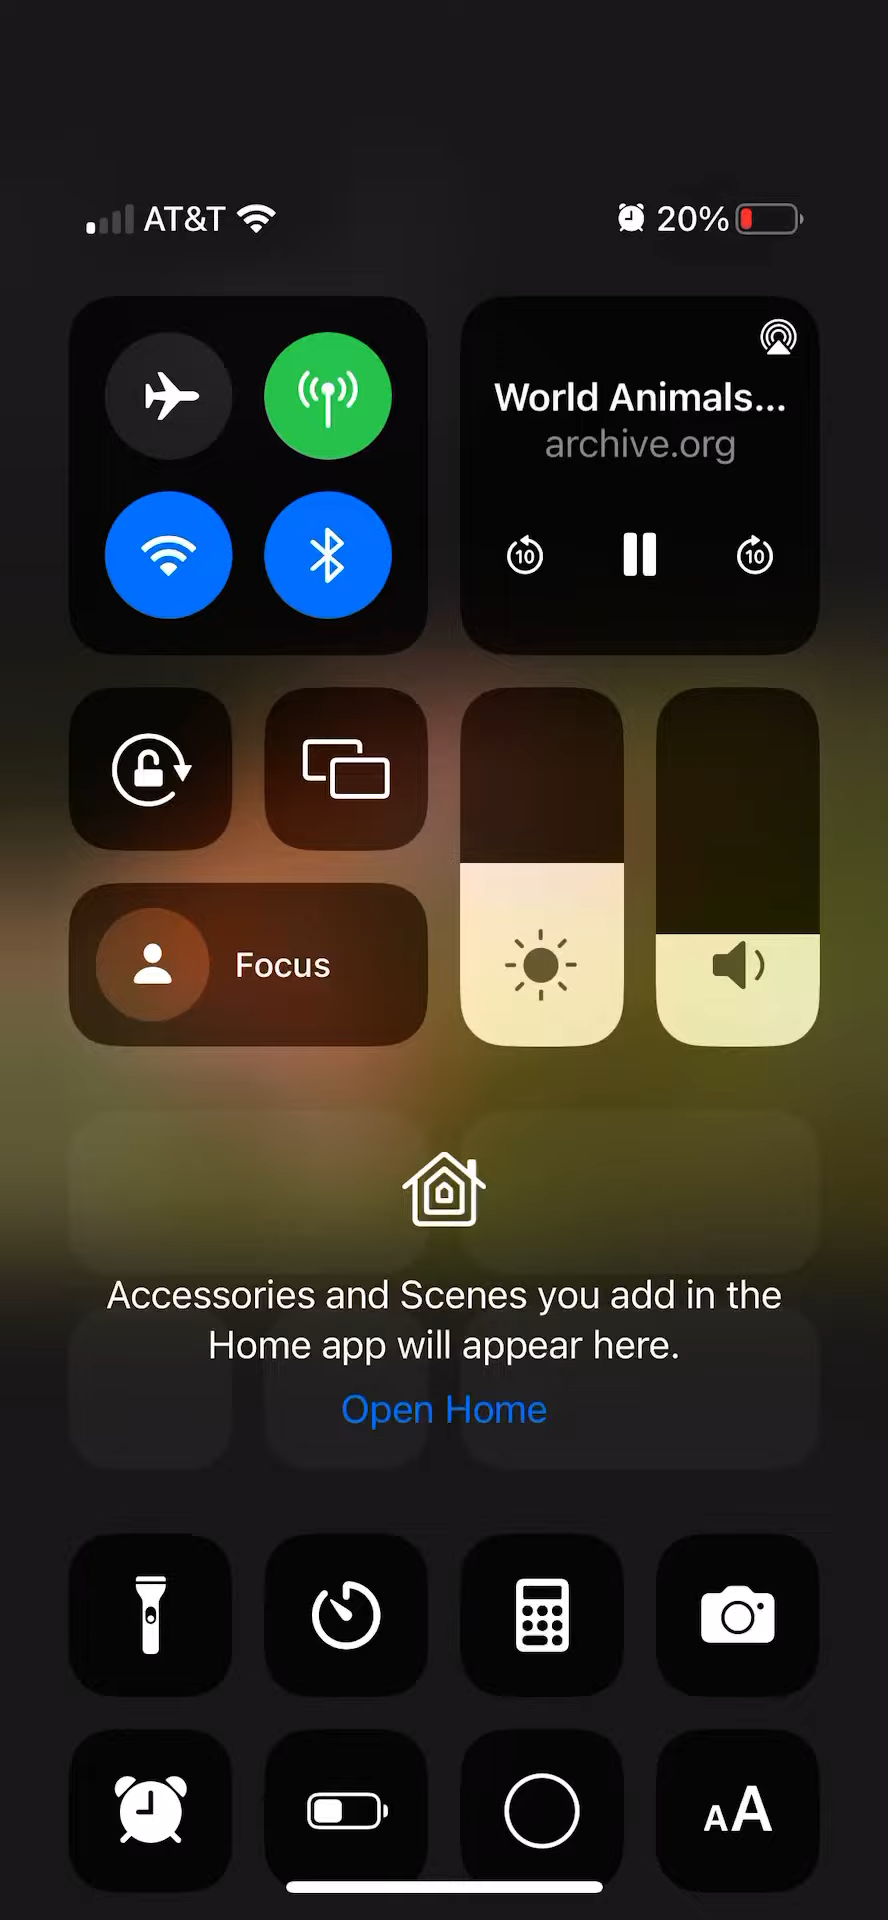 AT&T
20%
World Animals...
archive.org
10
10
Focus
Accessories and Scenes you add in the
Home app will appear here.
Open Home
AA